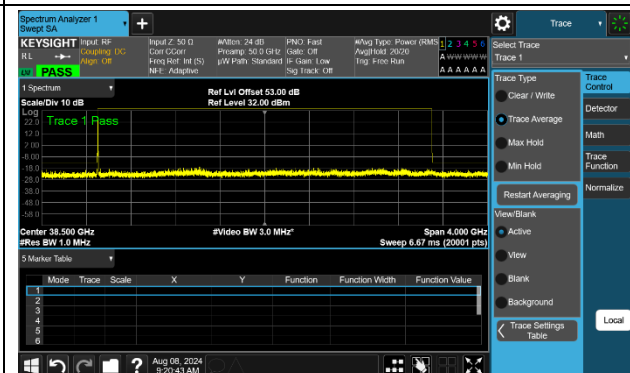 Spectrum Analyzer 1
Swept SA
+
Trace
KEYSIGHT
RL
PASS
Input: RF
Coupling: DC
Align: Off
Input Z: 50 Ω
Corr CCorr
Freq Ref: Int (S)
NFE: Adaptive
#Atten: 24 dB
Preamp: 50.0 GHz
µW Path: Standard
PNO: Fast
Gate: Off
IF Gain: Low
Sig Track: Off
#Avg Type: Power (RMS
Avg|Hold: 20/20
Trig: Free Run
1 2 3 4 5 6
A W W W W W
A A A A A A
Select Trace
Trace 1
1 Spectrum
Scale/Div 10 dB
Ref Lvl Offset 53.00 dB
Ref Level 32.00 dBm
Log
Trace 1 Pass
22.0
12.0
2.00
-8.00
-18.0
-28.0
-38.0
-48.0
-58.0
Center 38.500 GHz
#Res BW 1.0 MHz
#Video BW 3.0 MHz*
Span 4.000 GHz
Sweep 6.67 ms (20001 pts)
5 Marker Table
Mode Trace Scale X Y Function Function Width Function Value
1
2
3
4
5
6
Trace Type
Clear / Write
Trace Average
Max Hold
Min Hold
Restart Averaging
View/Blank
Active
View
Blank
Background
Trace Settings
Table
Trace
Control
Detector
Math
Trace
Function
Normalize
Local
?
Aug 08, 2024
9:20:43 AM